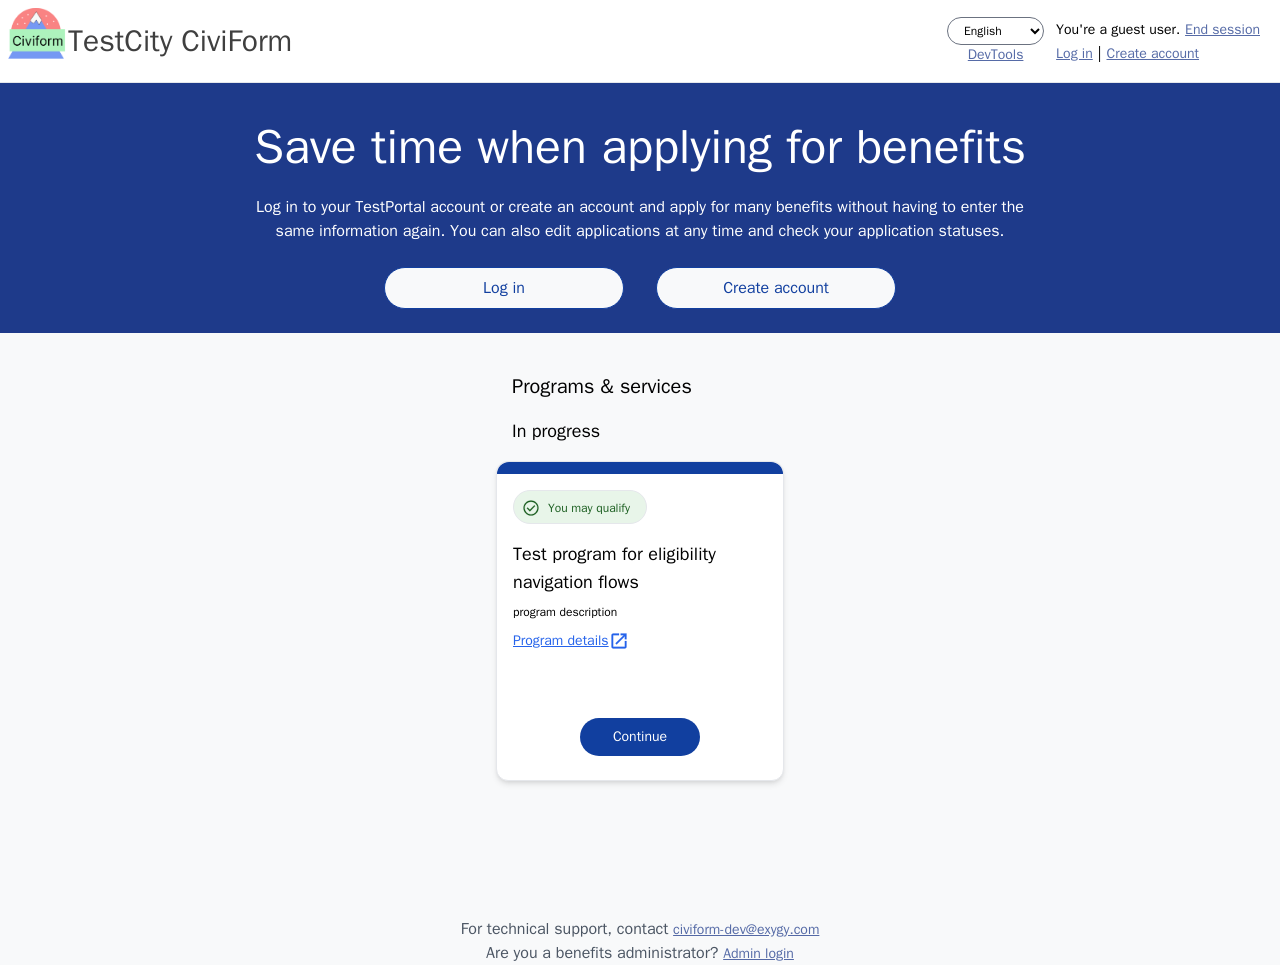 Civiform
TestCity CiviForm
English
DevTools
You're a guest user. End session
Log in | Create account
Save time when applying for benefits
Log in to your TestPortal account or create an account and apply for many benefits without having to enter the
same information again. You can also edit applications at any time and check your application statuses.
Log in
Create account
Programs & services
In progress
You may qualify
Test program for eligibility
navigation flows
program description
Program details
Continue
For technical support, contact civiform-dev@exygy.com
Are you a benefits administrator? Admin login